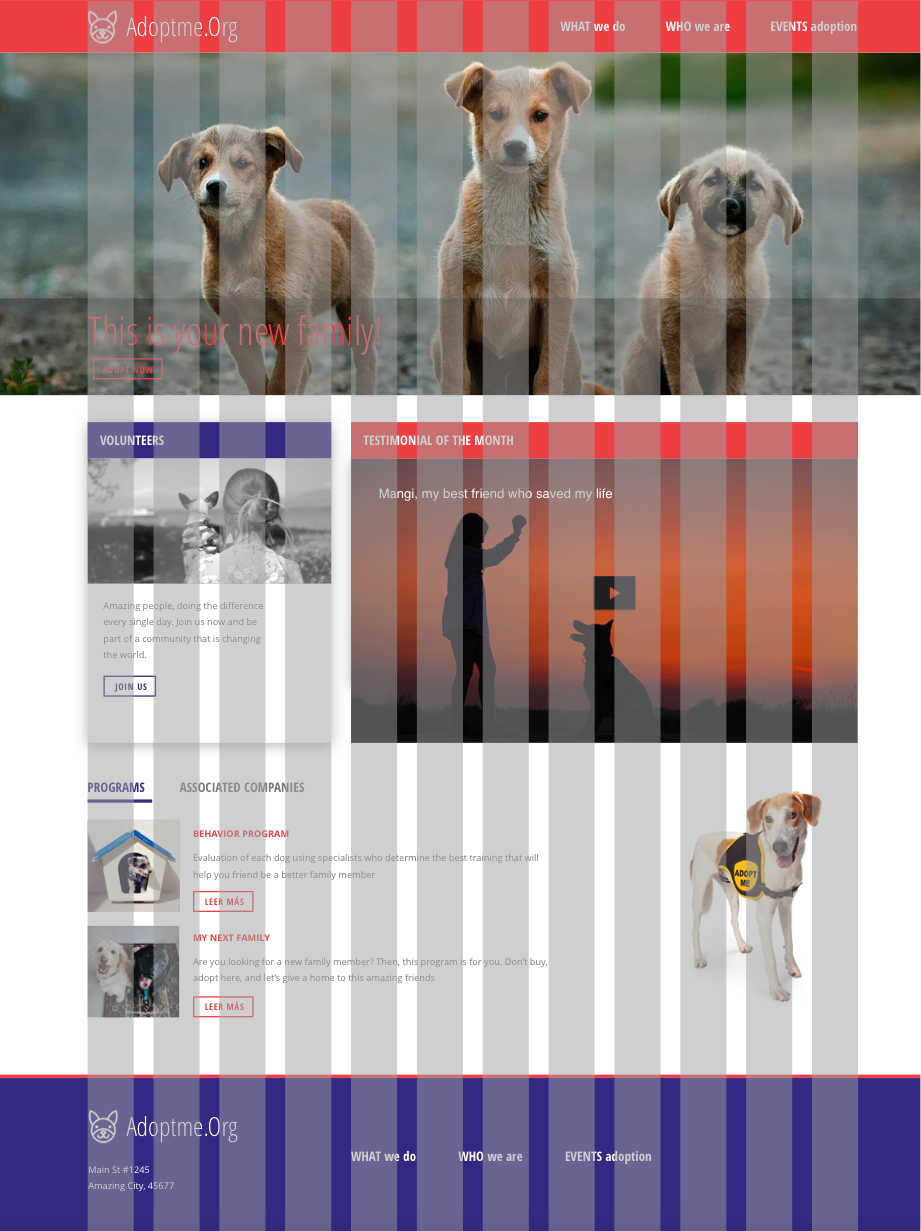 Adoptme.Org
WHAT we do
WHO we are
EVENTS adoption
This is your new family!
ADOPT NOW
VOLUNTEERS
Amazing people, doing the difference
every single day. Join us now and be
part of a community that is changing
the world.
JOIN US
TESTIMONIAL OF THE MONTH
Mangi, my best friend who saved my life
PROGRAMS
ASSOCIATED COMPANIES
BEHAVIOR PROGRAM
Evaluation of each dog using specialists who determine the best training that will
help you friend be a better family member
LEER MÁS
MY NEXT FAMILY
Are you looking for a new family member? Then, this program is for you. Don't buy,
adopt here, and let's give a home to this amazing friends
LEER MÁS
ADOPT
ME
Adoptme.Org
Main St #1245
Amazing City, 45677
WHAT we do
WHO we are
EVENTS adoption